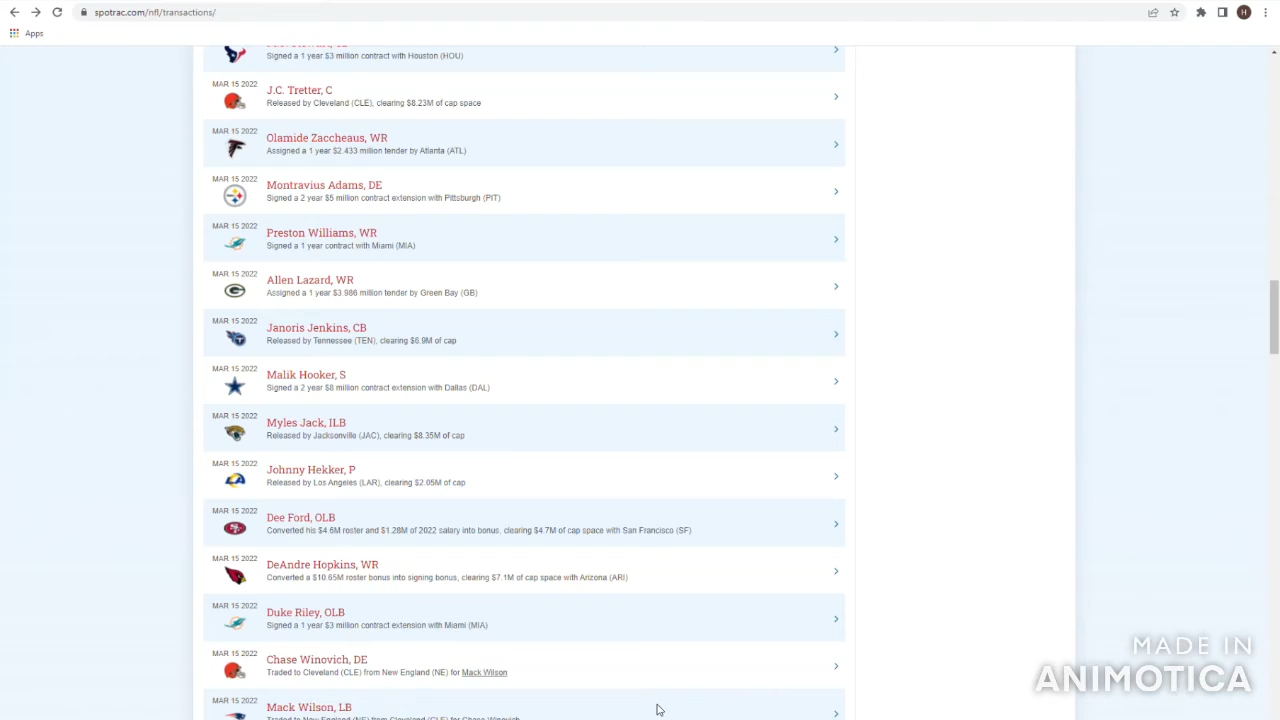 spotrac.com/nfl/transactions/
H
Apps
Signed a 1 year $3 million contract with Houston (HOU)
MAR 15 2022
J.C. Tretter, C
Released by Cleveland (CLE), clearing $8.23M of cap space
MAR 15 2022
Olamide Zaccheaus, WR
Assigned a 1 year $2.433 million tender by Atlanta (ATL)
MAR 15 2022
Montravius Adams, DE
Signed a 2 year $5 million contract extension with Pittsburgh (PIT)
MAR 15 2022
Preston Williams, WR
Signed a 1 year contract with Miami (MIA)
MAR 15 2022
Allen Lazard, WR
Assigned a 1 year $3.986 million tender by Green Bay (GB)
MAR 15 2022
Janoris Jenkins, CB
Released by Tennessee (TEN), clearing $6.9M of cap
MAR 15 2022
Malik Hooker, S
Signed a 2 year $8 million contract extension with Dallas (DAL)
MAR 15 2022
Myles Jack, ILB
Released by Jacksonville (JAC), clearing $8.35M of cap
MAR 15 2022
Johnny Hekker, P
Released by Los Angeles (LAR), clearing $2.05M of cap
MAR 15 2022
Dee Ford, OLB
Converted his $4.6M roster and $1.28M of 2022 salary into bonus, clearing $4.7M of cap space with San Francisco (SF)
MAR 15 2022
DeAndre Hopkins, WR
Converted a $10.65M roster bonus into signing bonus, clearing $7.1M of cap space with Arizona (ARI)
MAR 15 2022
Duke Riley, OLB
Signed a 1 year $3 million contract extension with Miami (MIA)
MAR 15 2022
Chase Winovich, DE
Traded to Cleveland (CLE) from New England (NE) for Mack Wilson
MAR 15 2022
Mack Wilson, LB
Traded to New England (NE) from Cleveland (CLE) for Chase Winovich
MADE IN
ANIMOTICA